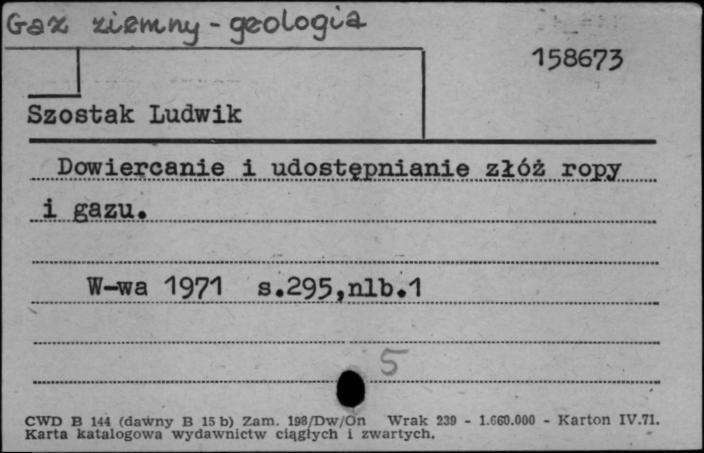 Gaz ziemny - geologia
158673
Szostak Ludwik
Dowiercanie i udostępnianie złóż ropy
i gazu.
W-wa 1971 s.295,nlb.1
5
CWD B 144 (dawny B 15 b) Zam. 198/Dw/On Wrak 239 - 1.660.000 - Karton IV.71.
Karta katalogowa wydawnictw ciągłych i zwartych.